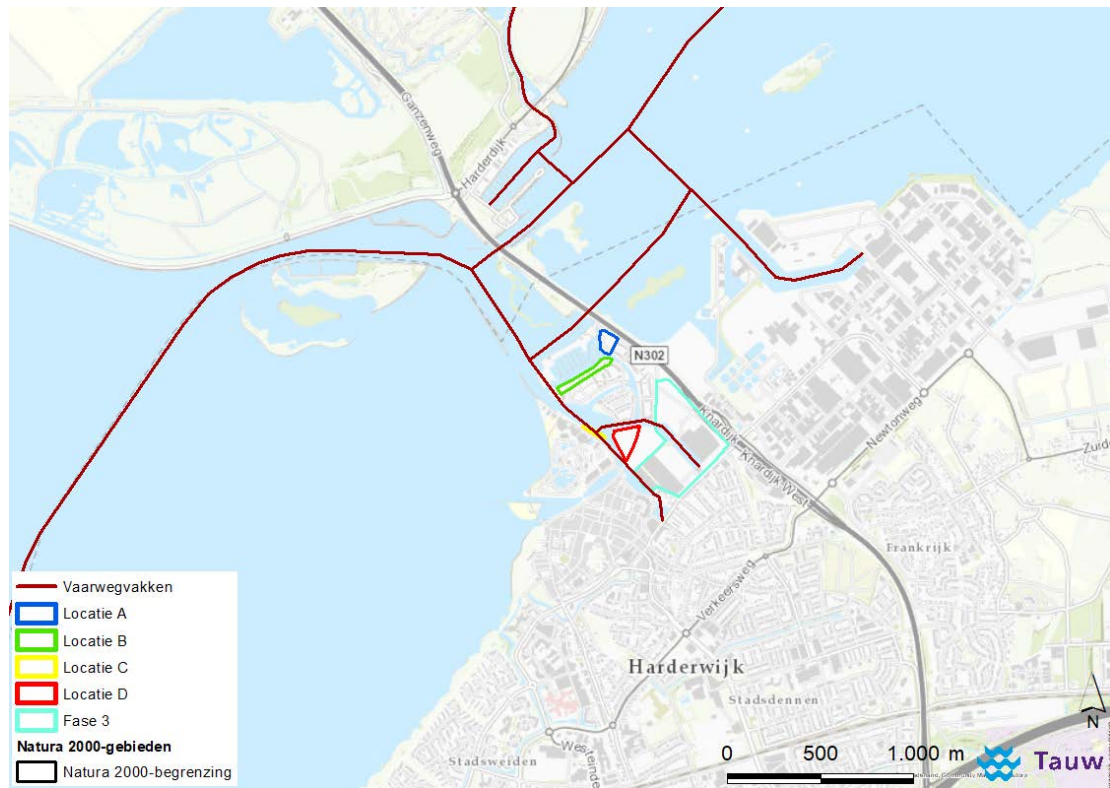 Ganzenweg
Harderdijk
N302
Knardijk
Knardijk West
Newtonweg
Zuid
Frankrijk
Verkeersweg
Harderwijk
Stadsdennen
Stadsweiden
Westeinde
Vaarwegvakken
Locatie A
Locatie B
Locatie C
Locatie D
Fase 3
Natura 2000-gebieden
Natura 2000-begrenzing
0 500 1.000 m
N
Tauw